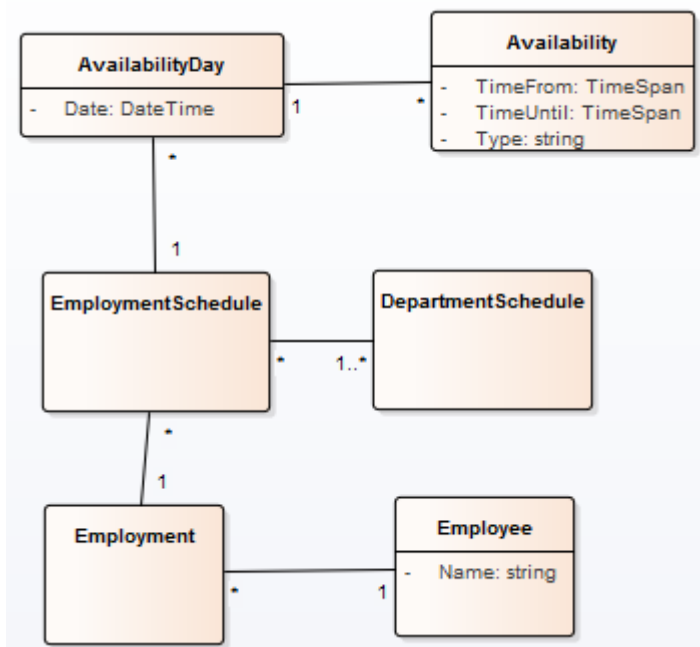 AvailabilityDay
- Date: DateTime
1
*
Availability
- TimeFrom: TimeSpan
- TimeUntil: TimeSpan
- Type: string
*
1
EmploymentSchedule
*
1..*
DepartmentSchedule
*
1
Employment
*
1
Employee
- Name: string